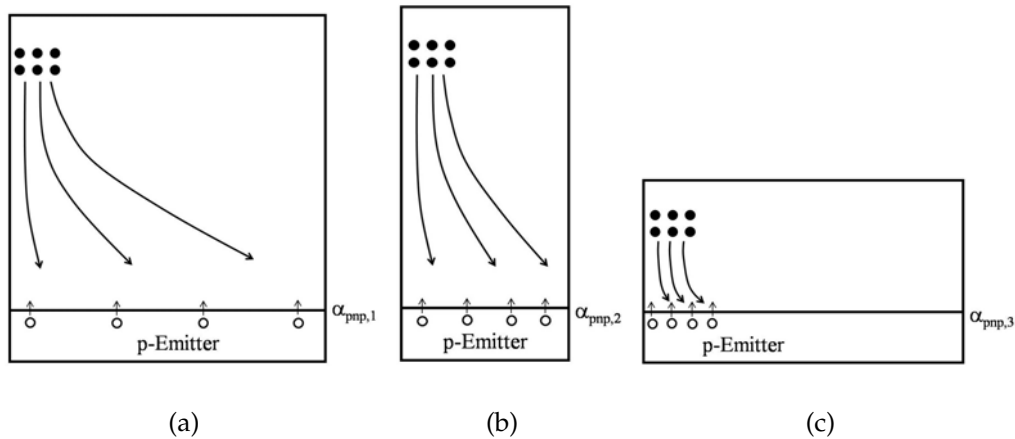 α_pnp,1
p-Emitter
(a)
α_pnp,2
p-Emitter
(b)
α_pnp,3
p-Emitter
(c)